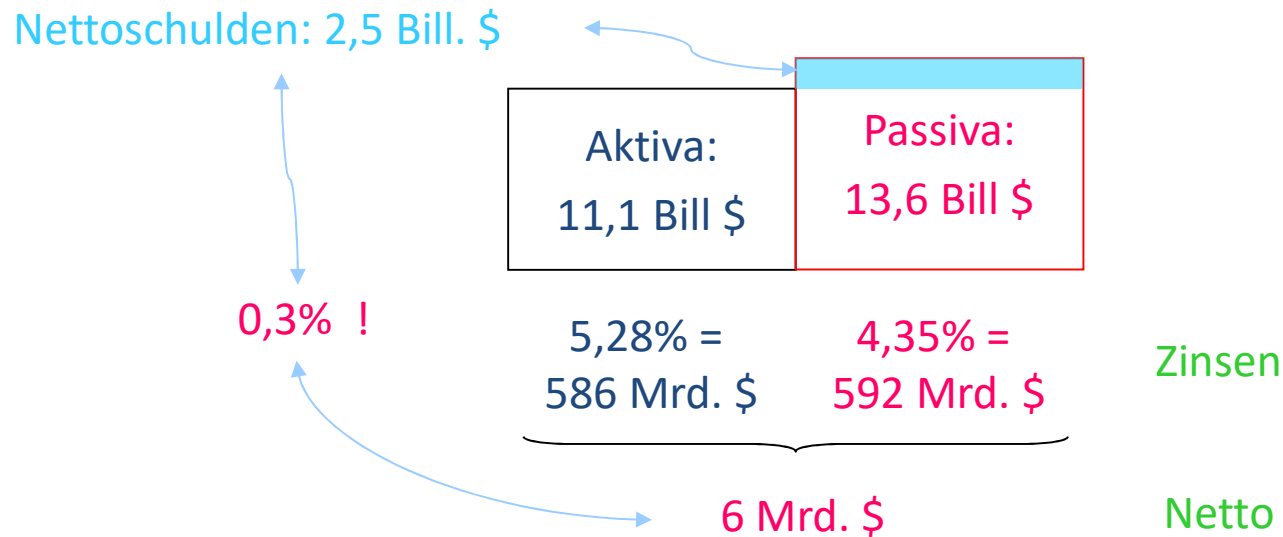 Nettoschulden: 2,5 Bill. $
Aktiva:
11,1 Bill $
Passiva:
13,6 Bill $
0,3% !
5,28% =
586 Mrd. $
4,35% =
592 Mrd. $
Zinsen
6 Mrd. $
Netto